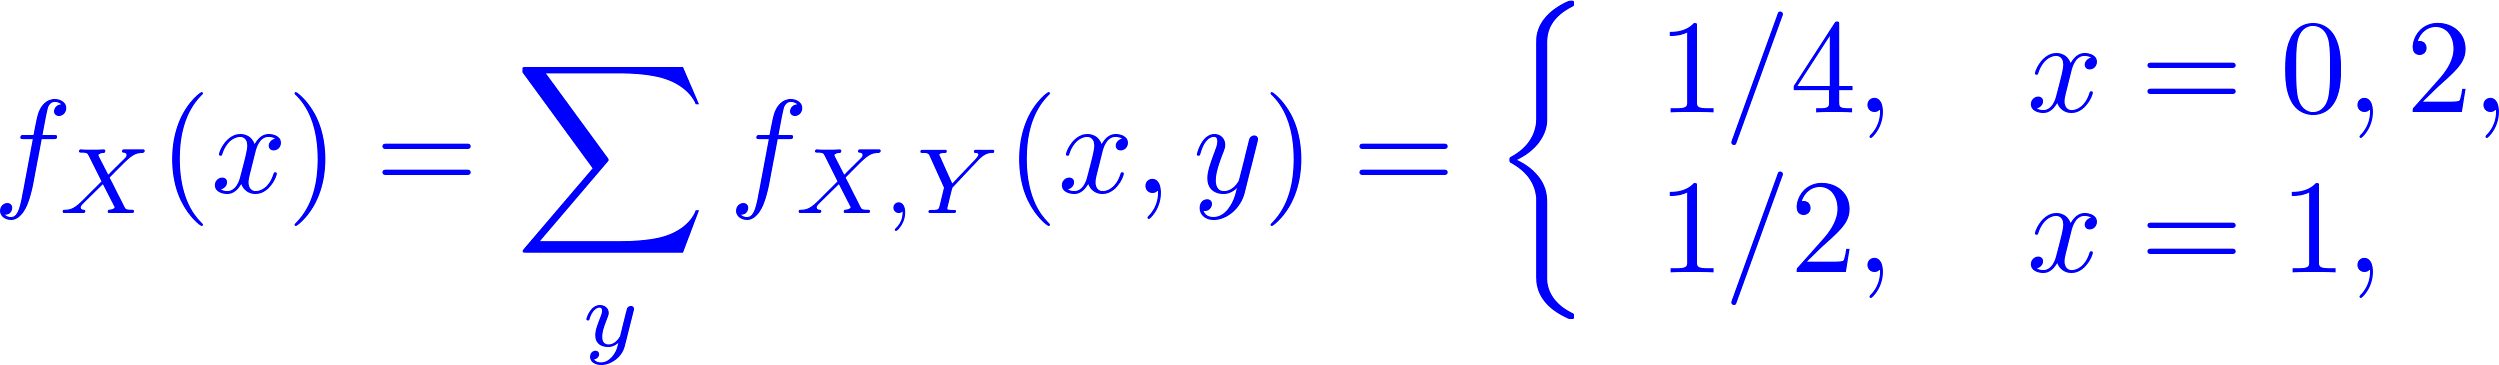 f_X(x) = \sum_y f_{X,Y}(x, y) = \begin{cases} 1/4, & x = 0, 2, \\ 1/2, & x = 1, \end{cases}